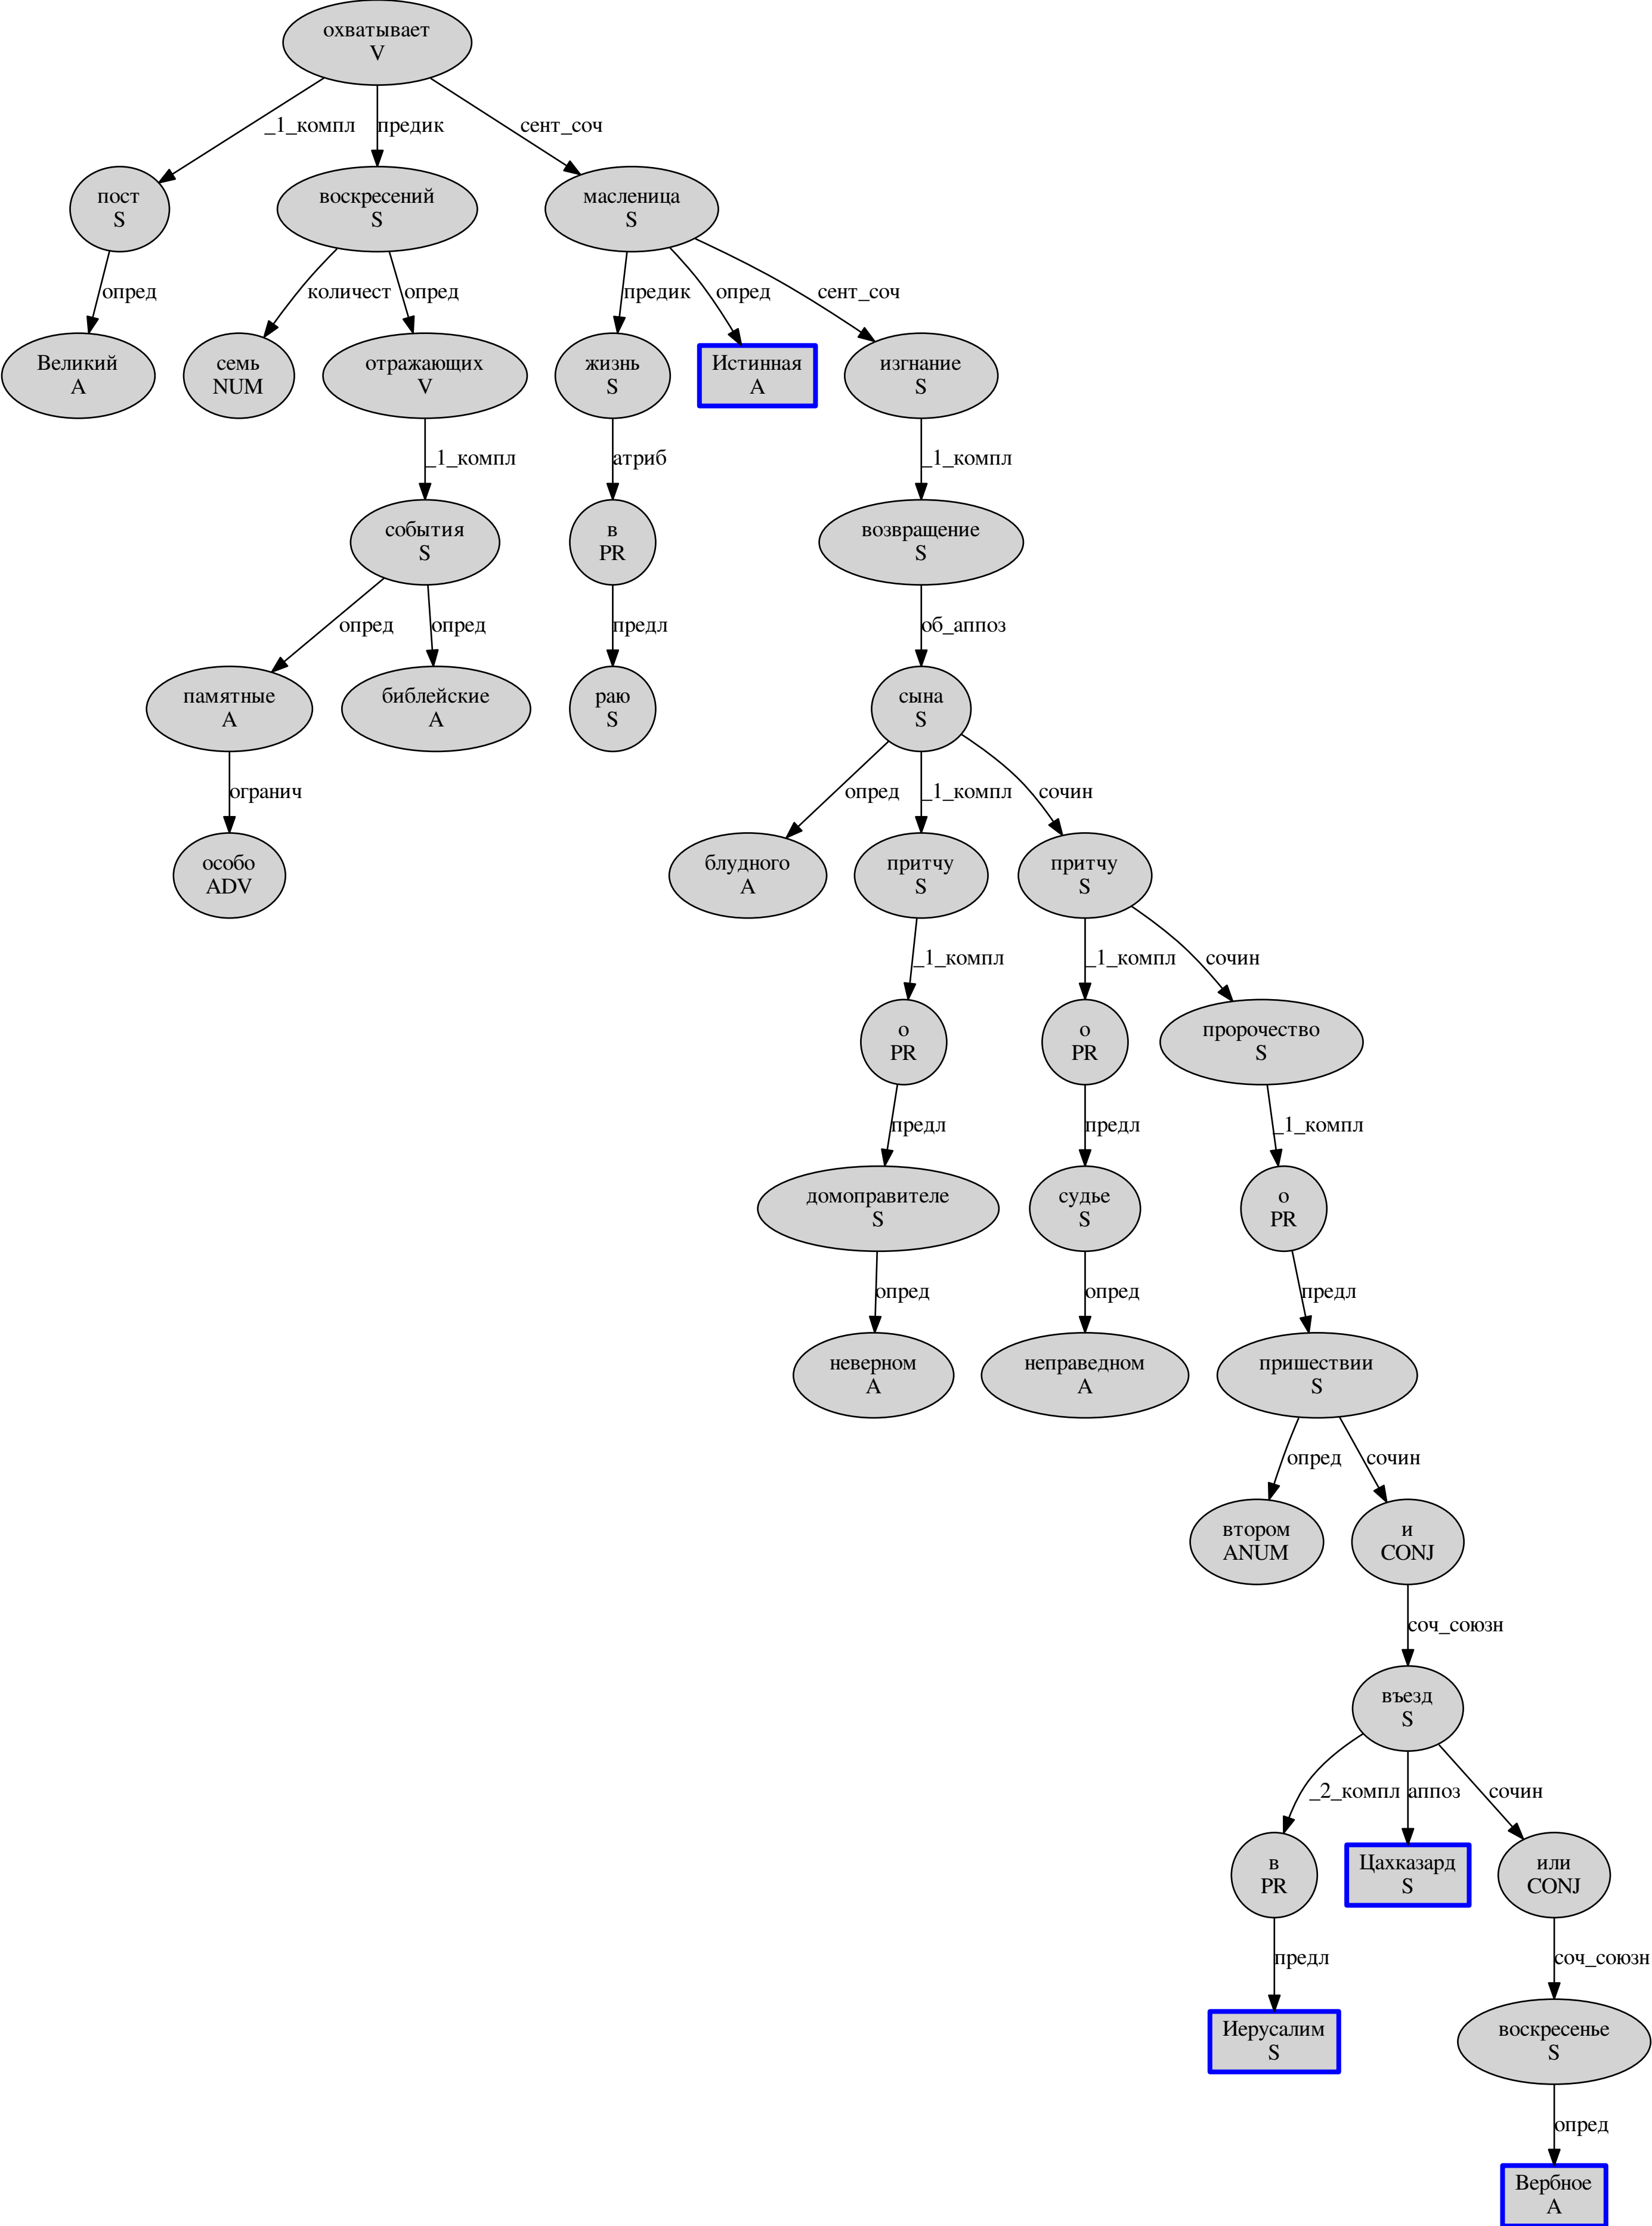 охватывает
V
_1_компл
предик
сент_соч
пост
S
воскресений
S
масленица
S
опред
количест
опред
предик
опред
сент_соч
Великий
A
семь
NUM
отражающих
V
жизнь
S
Истинная
A
изгнание
S
_1_компл
атриб
_1_компл
события
S
в
PR
возвращение
S
опред
опред
предл
об_аппоз
памятные
A
библейские
A
раю
S
сына
S
огранич
опред
_1_компл
сочин
особо
ADV
блудного
A
притчу
S
притчу
S
_1_компл
_1_компл
сочин
о
PR
о
PR
пророчество
S
предл
предл
_1_компл
домоправителе
S
судье
S
о
PR
опред
опред
предл
неверном
A
неправедном
A
пришествии
S
опред
сочин
втором
ANUM
и
CONJ
соч_союзн
въезд
S
_2_компл
аппоз
сочин
в
PR
Цахказард
S
или
CONJ
предл
соч_союзн
Иерусалим
S
воскресенье
S
опред
Вербное
A